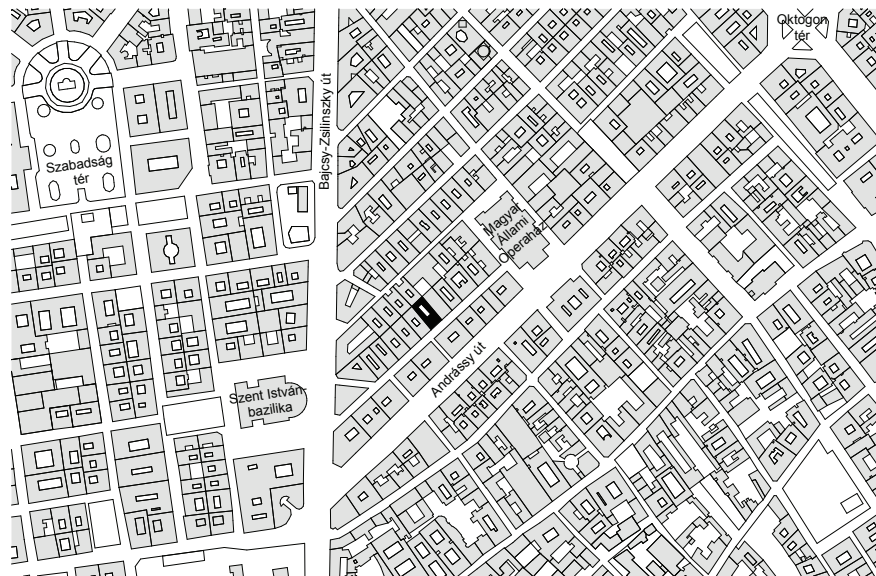 Oktogon
tér
Bajcsy-Zsilinszky út
Szabadság
tér
Magyar
Állami
Operaház
Andrássy út
Szent István-
bazilika